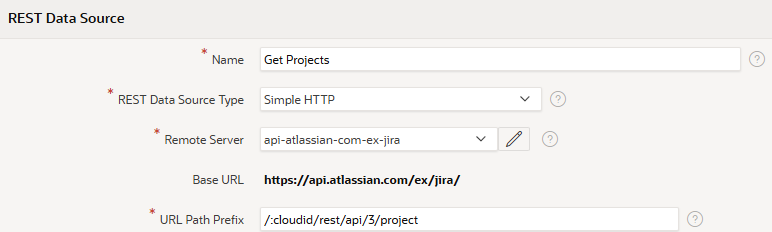 REST Data Source
* Name Get Projects ?
* REST Data Source Type Simple HTTP ?
* Remote Server api-atlassian-com-ex-jira ?
Base URL https://api.atlassian.com/ex/jira/
* URL Path Prefix /:cloudid/rest/api/3/project ?